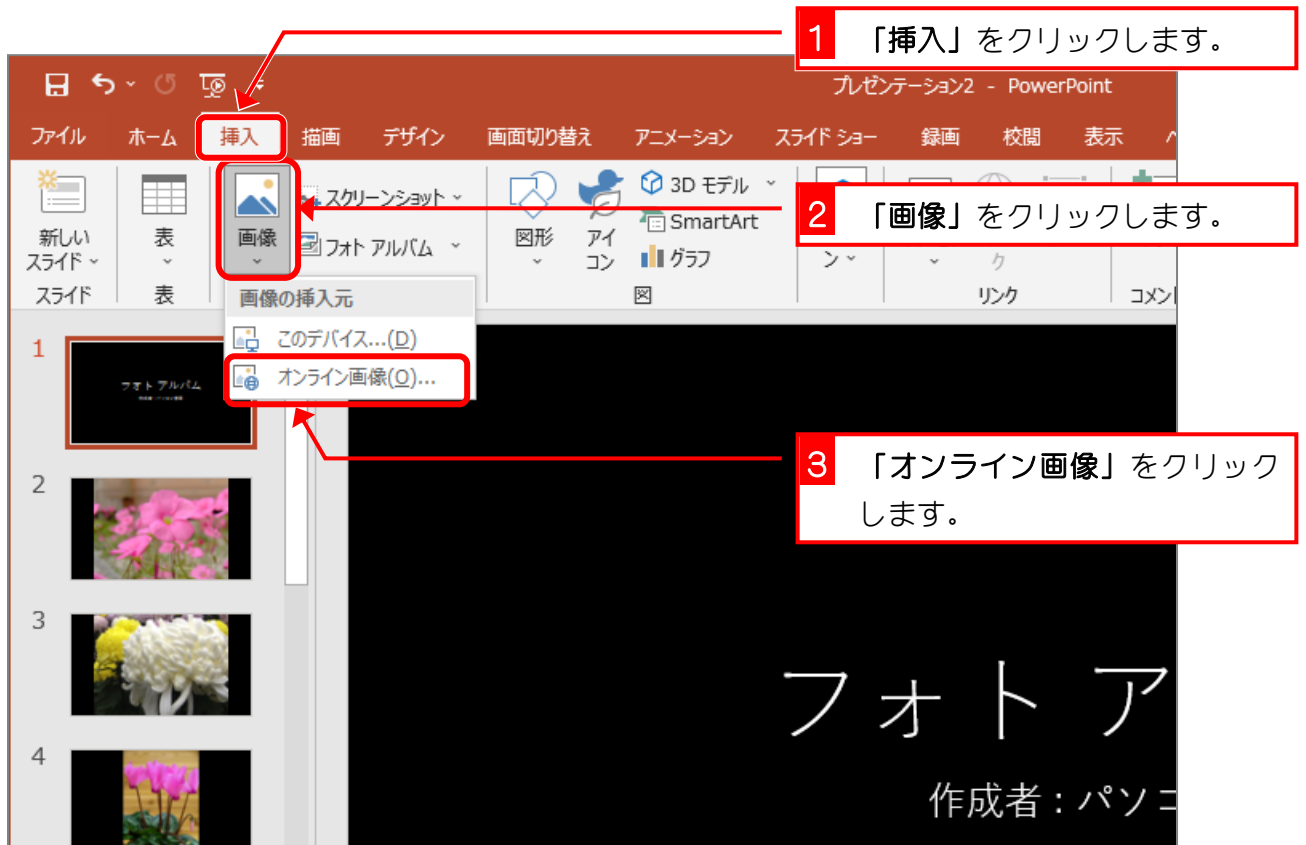 1 「挿入」をクリックします。
プレゼンテーション2 - PowerPoint
ファイル ホーム 挿入 描画 デザイン 画面切り替え アニメーション スライド ショー 録画 校閲 表示
新しい
スライド
表
画像
スクリーンショット
フォト アルバム
図形
アイ
コン
3D モデル
SmartArt
グラフ
ン
ク
2 「画像」をクリックします。
スライド 表 図 リンク コメン
画像の挿入元
このデバイス...(D)
オンライン画像(O)...
3 「オンライン画像」をクリック
します。
1
フォト アルバム
2
3
4
フォト ア
作成者：パソコ